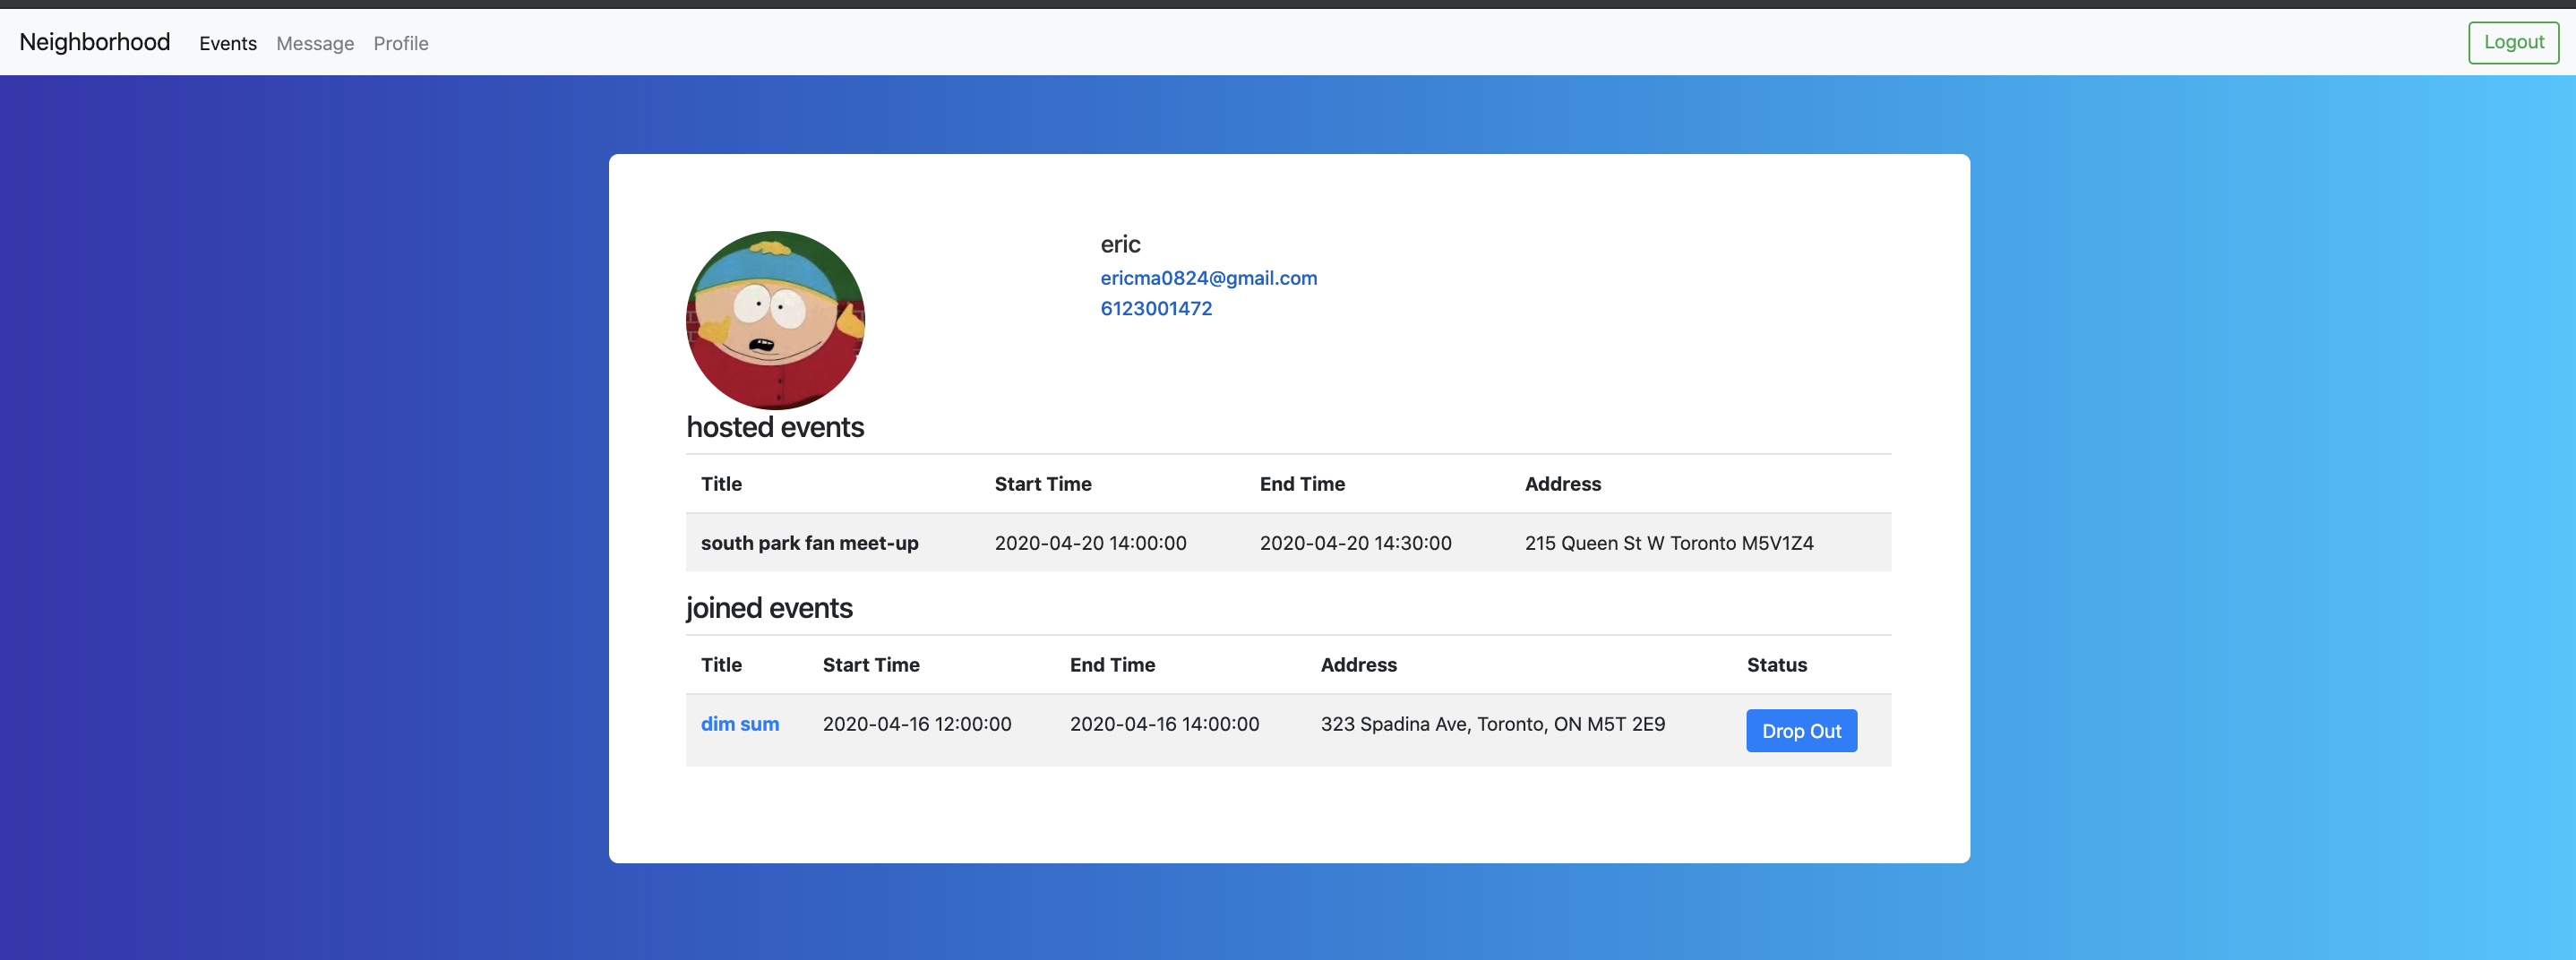 Neighborhood Events Message Profile Logout
eric
ericma0824@gmail.com
6123001472
hosted events
Title Start Time End Time Address
south park fan meet-up 2020-04-20 14:00:00 2020-04-20 14:30:00 215 Queen St W Toronto M5V1Z4
joined events
Title Start Time End Time Address Status
dim sum 2020-04-16 12:00:00 2020-04-16 14:00:00 323 Spadina Ave, Toronto, ON M5T 2E9 Drop Out